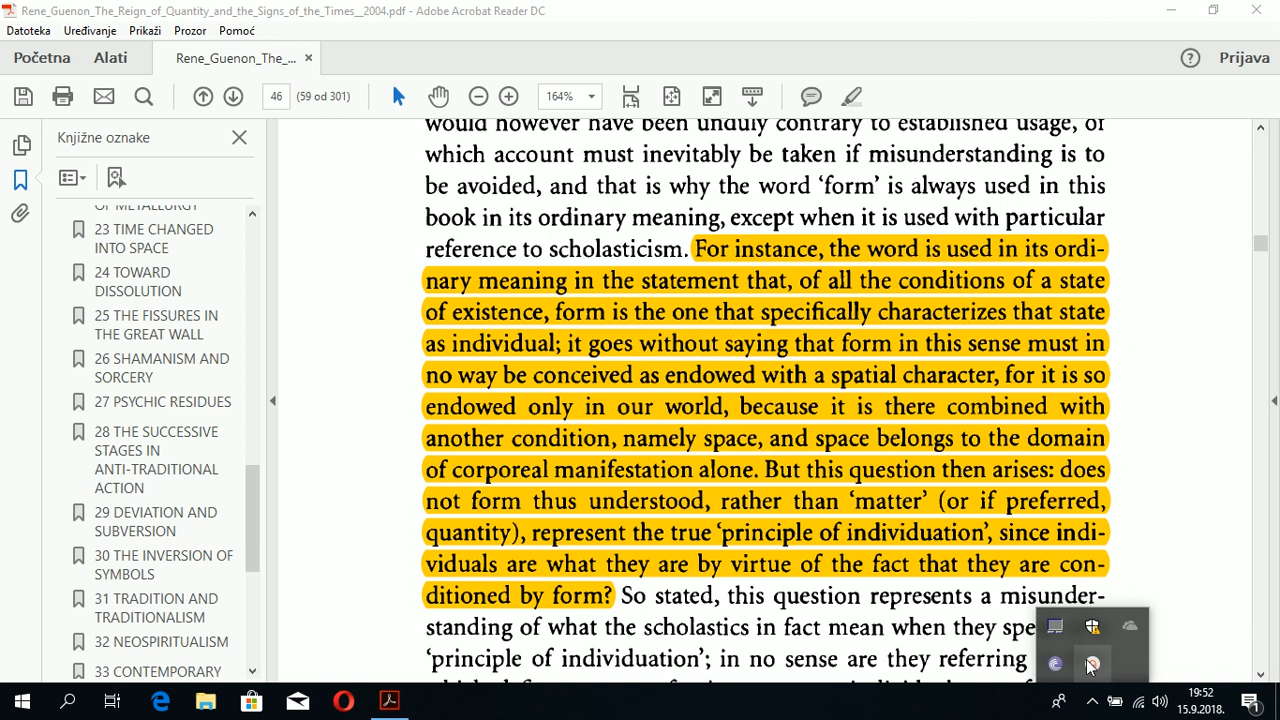 Rene_Guenon_The_Reign_of_Quantity_and_the_Signs_of_the_Times__2004.pdf - Adobe Acrobat Reader DC
Datoteka Uređivanje Prikaži Prozor Pomoć
Početna Alati Rene_Guenon_The_... × Prijava
46 (59 od 301) 164%
Knjižne oznake
OF METALLURGY
23 TIME CHANGED
INTO SPACE
24 TOWARD
DISSOLUTION
25 THE FISSURES IN
THE GREAT WALL
26 SHAMANISM AND
SORCERY
27 PSYCHIC RESIDUES
28 THE SUCCESSIVE
STAGES IN
ANTI-TRADITIONAL
ACTION
29 DEVIATION AND
SUBVERSION
30 THE INVERSION OF
SYMBOLS
31 TRADITION AND
TRADITIONALISM
32 NEOSPIRITUALISM
33 CONTEMPORARY
would however have been unduly contrary to established usage, of
which account must inevitably be taken if misunderstanding is to
be avoided, and that is why the word ‘form’ is always used in this
book in its ordinary meaning, except when it is used with particular
reference to scholasticism. For instance, the word is used in its ordi-
nary meaning in the statement that, of all the conditions of a state
of existence, form is the one that specifically characterizes that state
as individual; it goes without saying that form in this sense must in
no way be conceived as endowed with a spatial character, for it is so
endowed only in our world, because it is there combined with
another condition, namely space, and space belongs to the domain
of corporeal manifestation alone. But this question then arises: does
not form thus understood, rather than ‘matter’ (or if preferred,
quantity), represent the true ‘principle of individuation’, since indi-
viduals are what they are by virtue of the fact that they are con-
ditioned by form? So stated, this question represents a misunder-
standing of what the scholastics in fact mean when they spe
‘principle of individuation’; in no sense are they referring
19:52
15.9.2018.
1